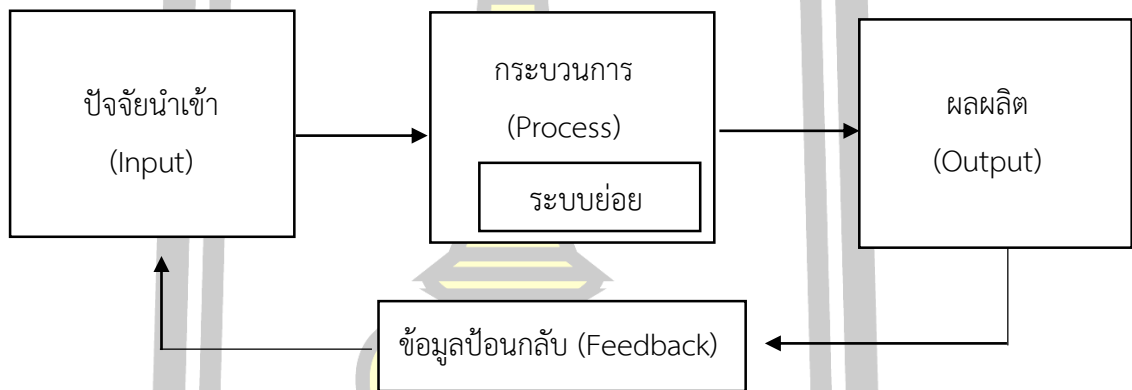 ปัจจัยนำเข้า
(Input)
กระบวนการ
(Process)
ระบบย่อย
ผลผลิต
(Output)
ข้อมูลป้อนกลับ (Feedback)